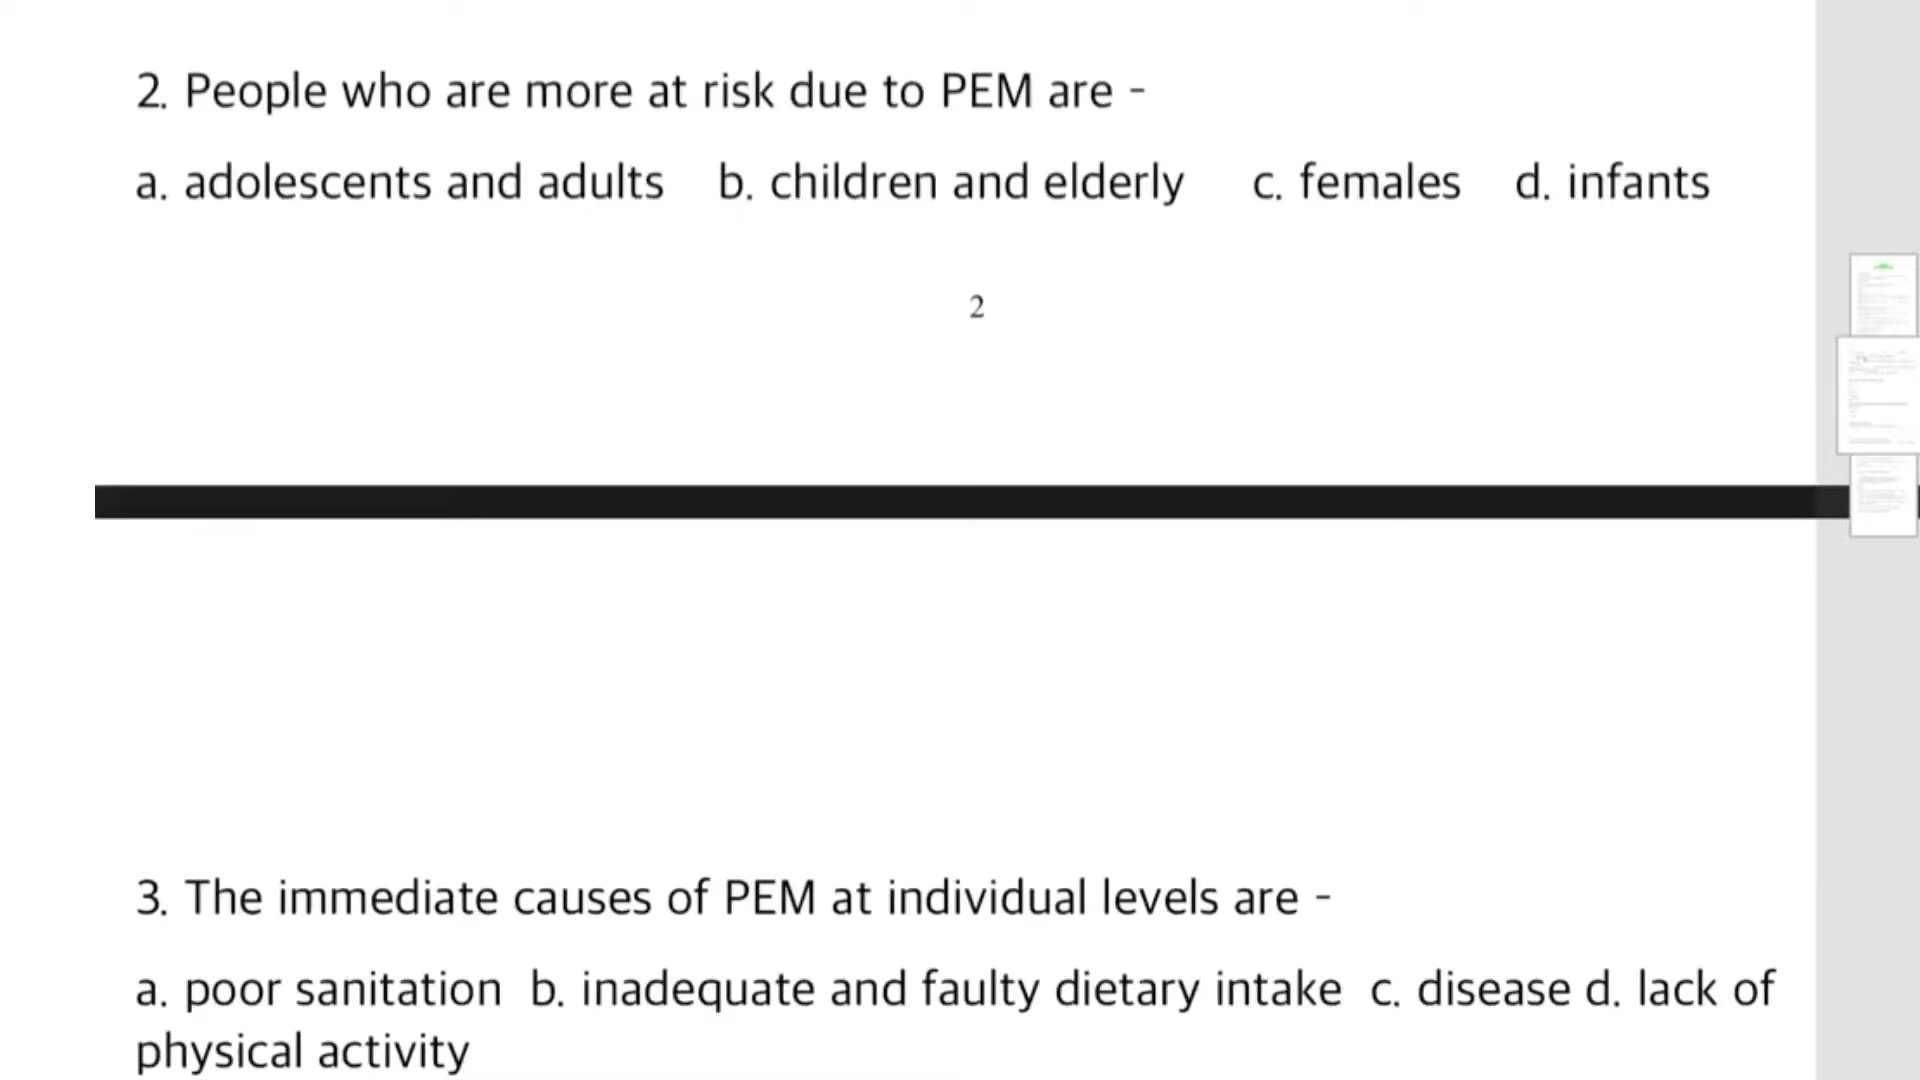 2. People who are more at risk due to PEM are -
a. adolescents and adults b. children and elderly c. females d. infants
2
3. The immediate causes of PEM at individual levels are -
a. poor sanitation b. inadequate and faulty dietary intake c. disease d. lack of
physical activity